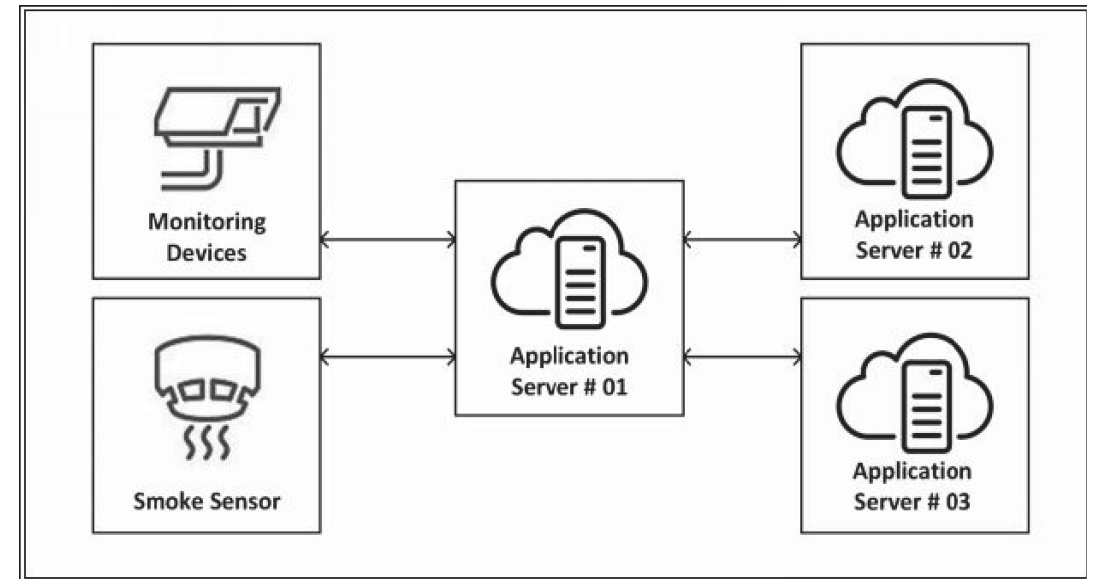 Monitoring
Devices
Smoke Sensor
Application
Server # 01
Application
Server # 02
Application
Server # 03